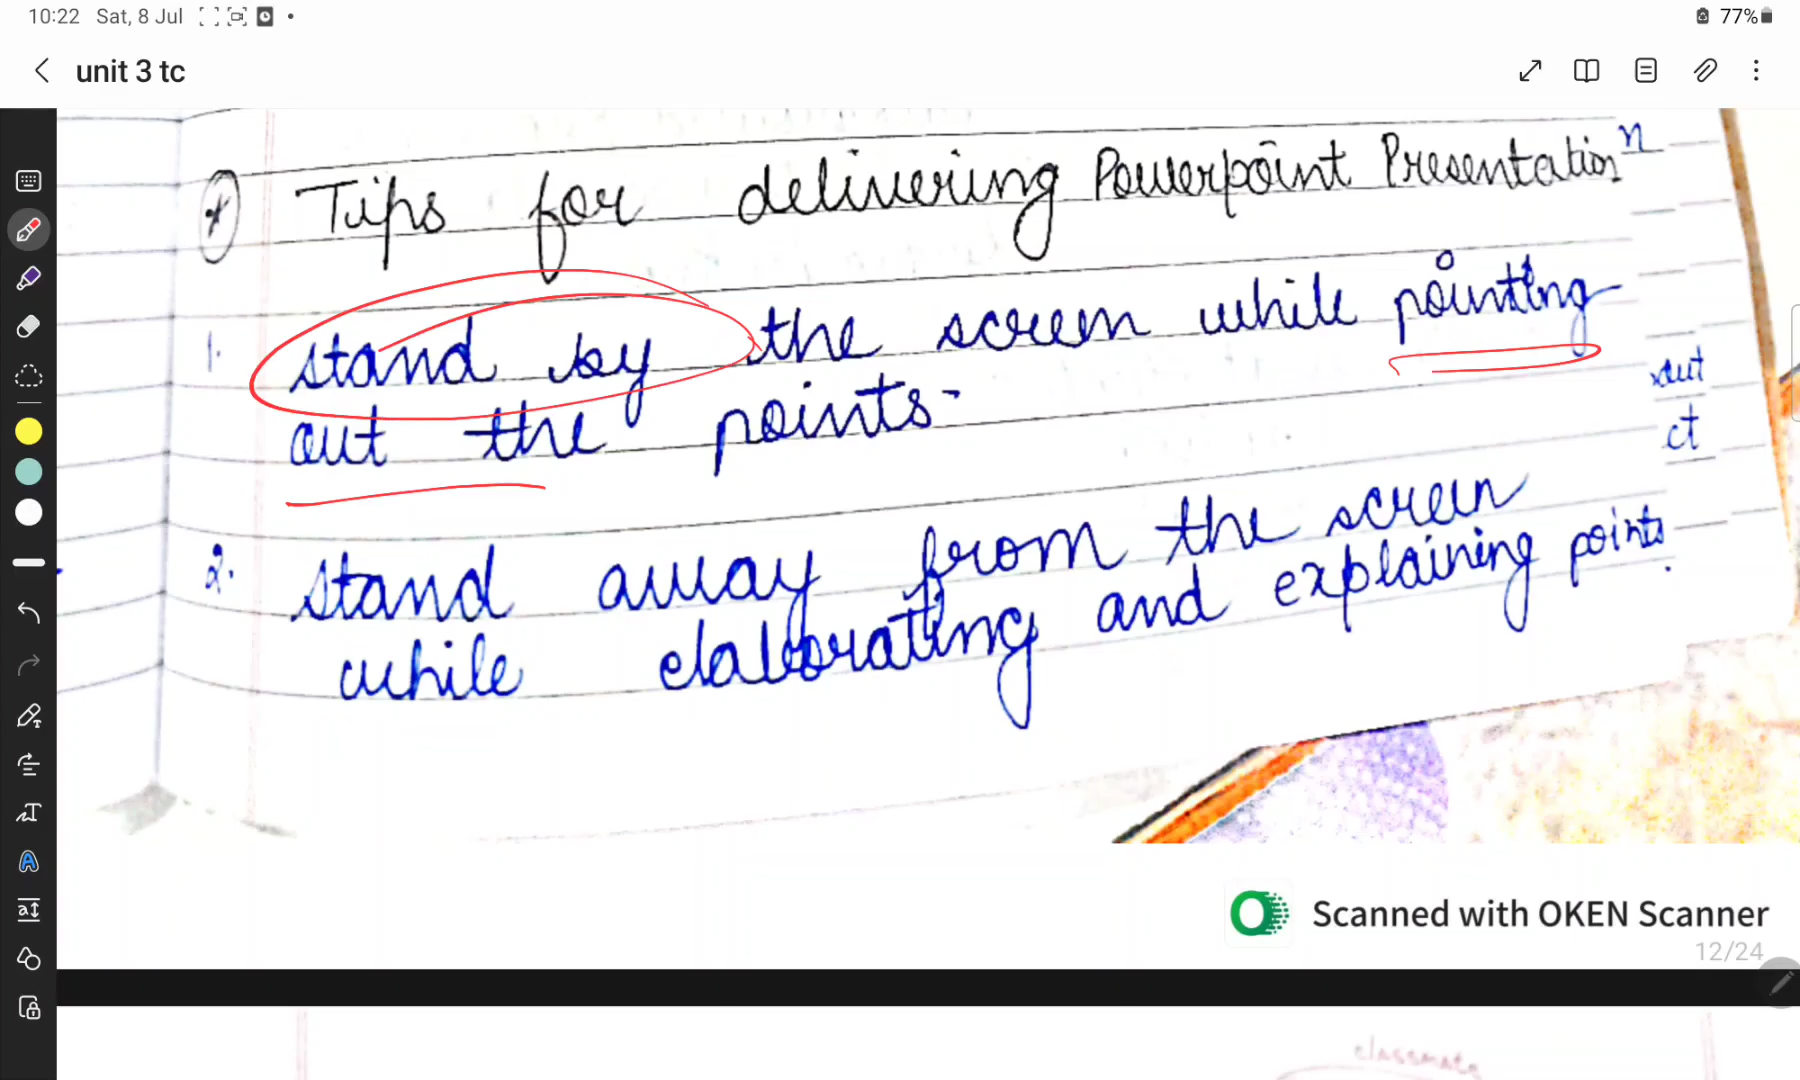 10:22 Sat, 8 Jul
77%
unit 3 tc
* Tips for delivering Powerpoint Presentation
1. stand by the screen while pointing
out the points-
out
ct
2. stand away from the screen
while elaborating and explaining points.
Scanned with OKEN Scanner
12/24
classmate